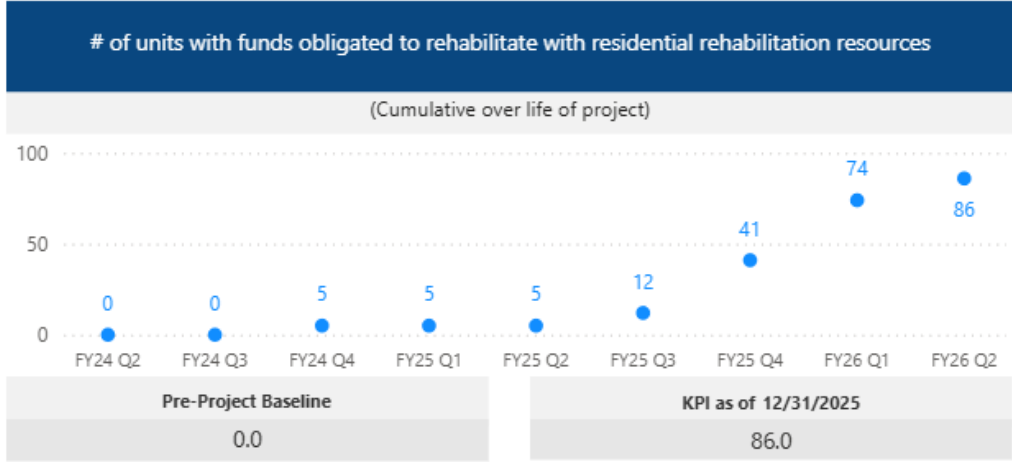 # of units with funds obligated to rehabilitate with residential rehabilitation resources
(Cumulative over life of project)
100
50
0
0
0
5
5
5
12
41
74
86
FY24 Q2
FY24 Q3
FY24 Q4
FY25 Q1
FY25 Q2
FY25 Q3
FY25 Q4
FY26 Q1
FY26 Q2
Pre-Project Baseline
0.0
KPI as of 12/31/2025
86.0